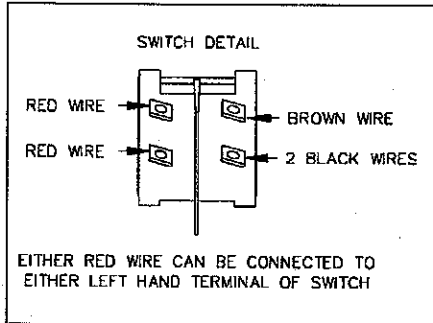 SWITCH DETAIL
RED WIRE
BROWN WIRE
RED WIRE
2 BLACK WIRES
EITHER RED WIRE CAN BE CONNECTED TO
EITHER LEFT HAND TERMINAL OF SWITCH